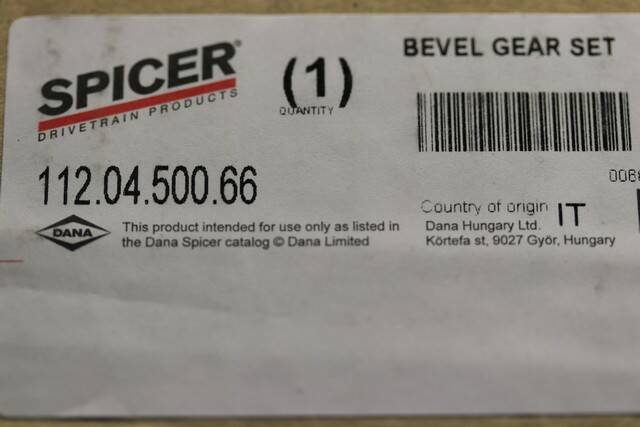 SPICER®
DRIVETRAIN PRODUCTS
(1)
QUANTITY
BEVEL GEAR SET
112.04.500.66
DANA
This product intended for use only as listed in
the Dana Spicer catalog © Dana Limited
Country of origin IT
Dana Hungary Ltd.
Körtefa st, 9027 Györ, Hungary